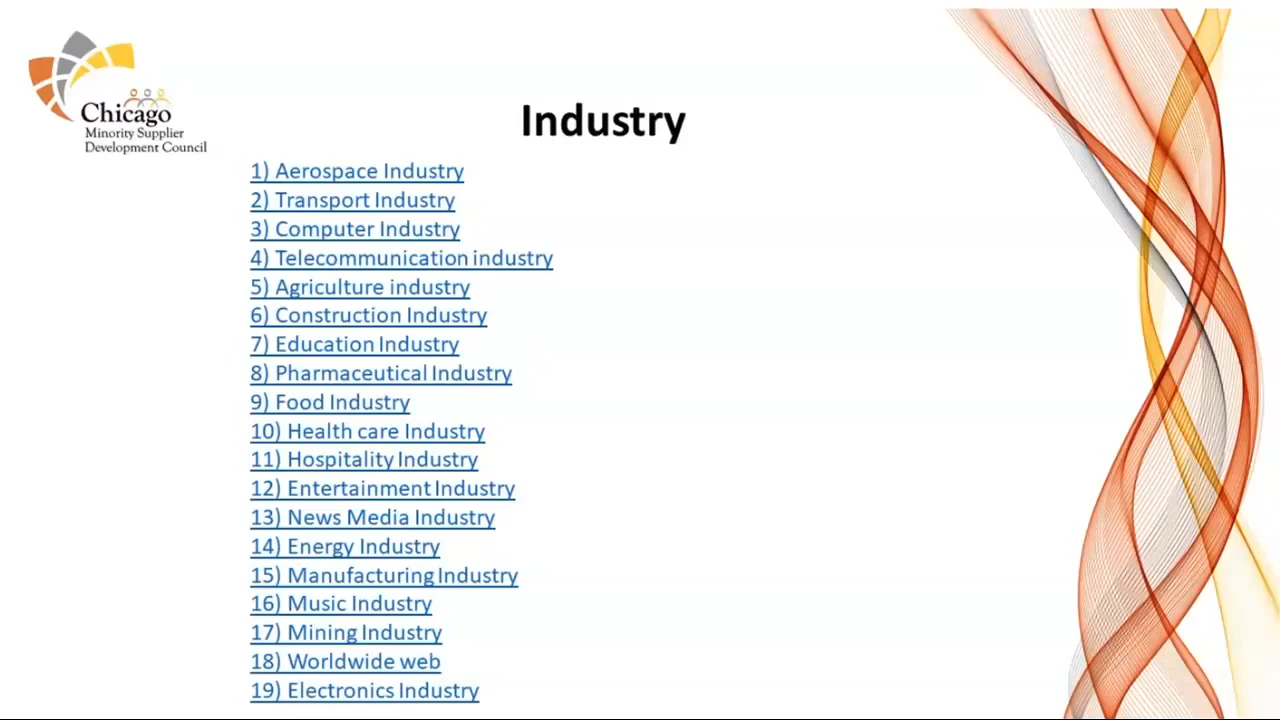 Chicago
Minority Supplier
Development Council
Industry
1) Aerospace Industry
2) Transport Industry
3) Computer Industry
4) Telecommunication industry
5) Agriculture industry
6) Construction Industry
7) Education Industry
8) Pharmaceutical Industry
9) Food Industry
10) Health care Industry
11) Hospitality Industry
12) Entertainment Industry
13) News Media Industry
14) Energy Industry
15) Manufacturing Industry
16) Music Industry
17) Mining Industry
18) Worldwide web
19) Electronics Industry